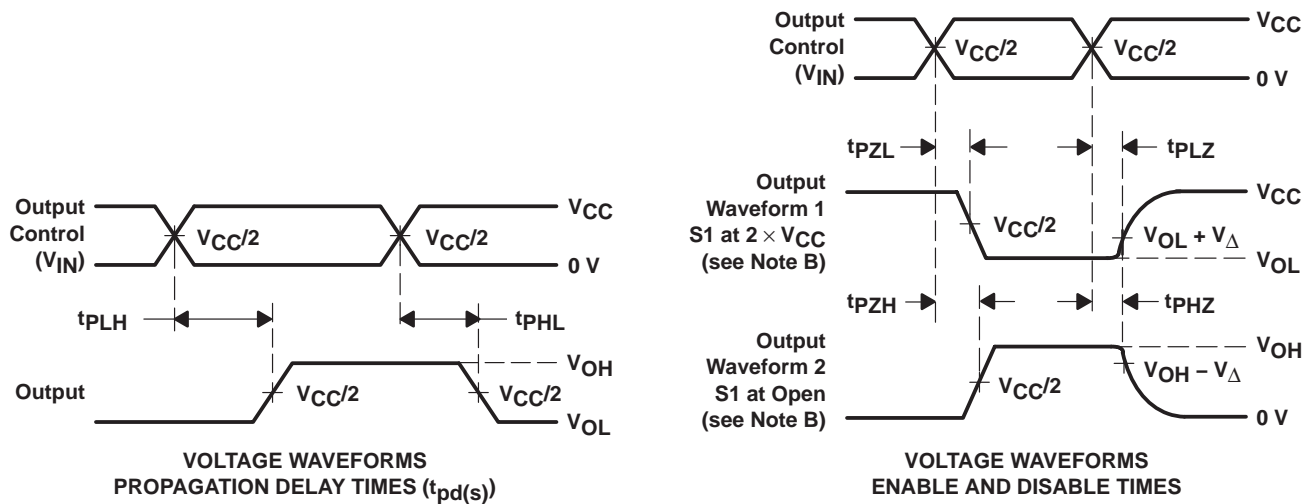 Output
Control
(VIN)
VCC
VCC/2
VCC/2
0 V
tPLH
tPHL
Output
VOH
VCC/2
VCC/2
VOL
VOLTAGE WAVEFORMS
PROPAGATION DELAY TIMES (tpd(s))
Output
Control
(VIN)
VCC
VCC/2
VCC/2
0 V
tPZL
tPLZ
Output
Waveform 1
S1 at 2 × VCC
(see Note B)
VCC
VCC/2
VOL + VΔ
VOL
tPZH
tPHZ
Output
Waveform 2
S1 at Open
(see Note B)
VOH
VCC/2
VOH − VΔ
0 V
VOLTAGE WAVEFORMS
ENABLE AND DISABLE TIMES